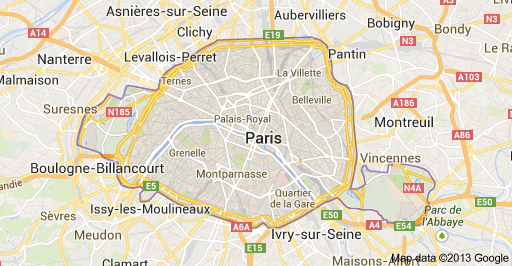 Asnières-sur-Seine
Aubervilliers
Bobigny
A14
Clichy
E19
N3
Bondy
Nanterre
Levallois-Perret
Pantin
Malmaison
Ternes
La Villette
A103
Suresnes
N185
Belleville
A186
Palais-Royal
Montreuil
Paris
A86
Grenelle
Vincennes
Boulogne-Billancourt
Montparnasse
E5
N4A
Quartier
de la Gare
Issy-les-Moulineaux
Sèvres
E50
E50
A4
E54
Parc de
l'Abbaye
Meudon
A6A
Ivry-sur-Seine
Clamart
E15
Maisons-Alfort
Map data ©2013 Google